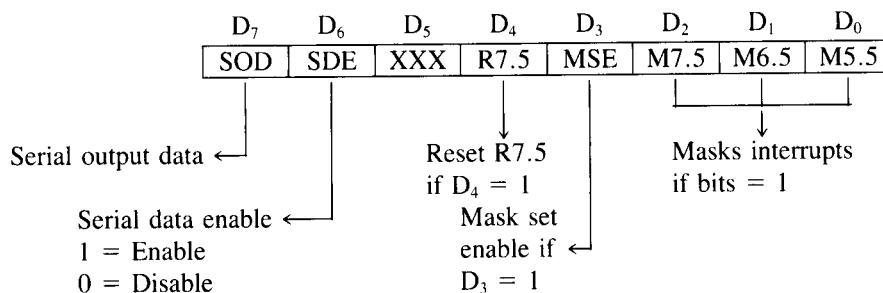 D₇ D₆ D₅ D₄ D₃ D₂ D₁ D₀
SOD SDE XXX R7.5 MSE M7.5 M6.5 M5.5
Serial output data
Serial data enable
1 = Enable
0 = Disable
Reset R7.5
if D₄ = 1
Mask set
enable if
D₃ = 1
Masks interrupts
if bits = 1